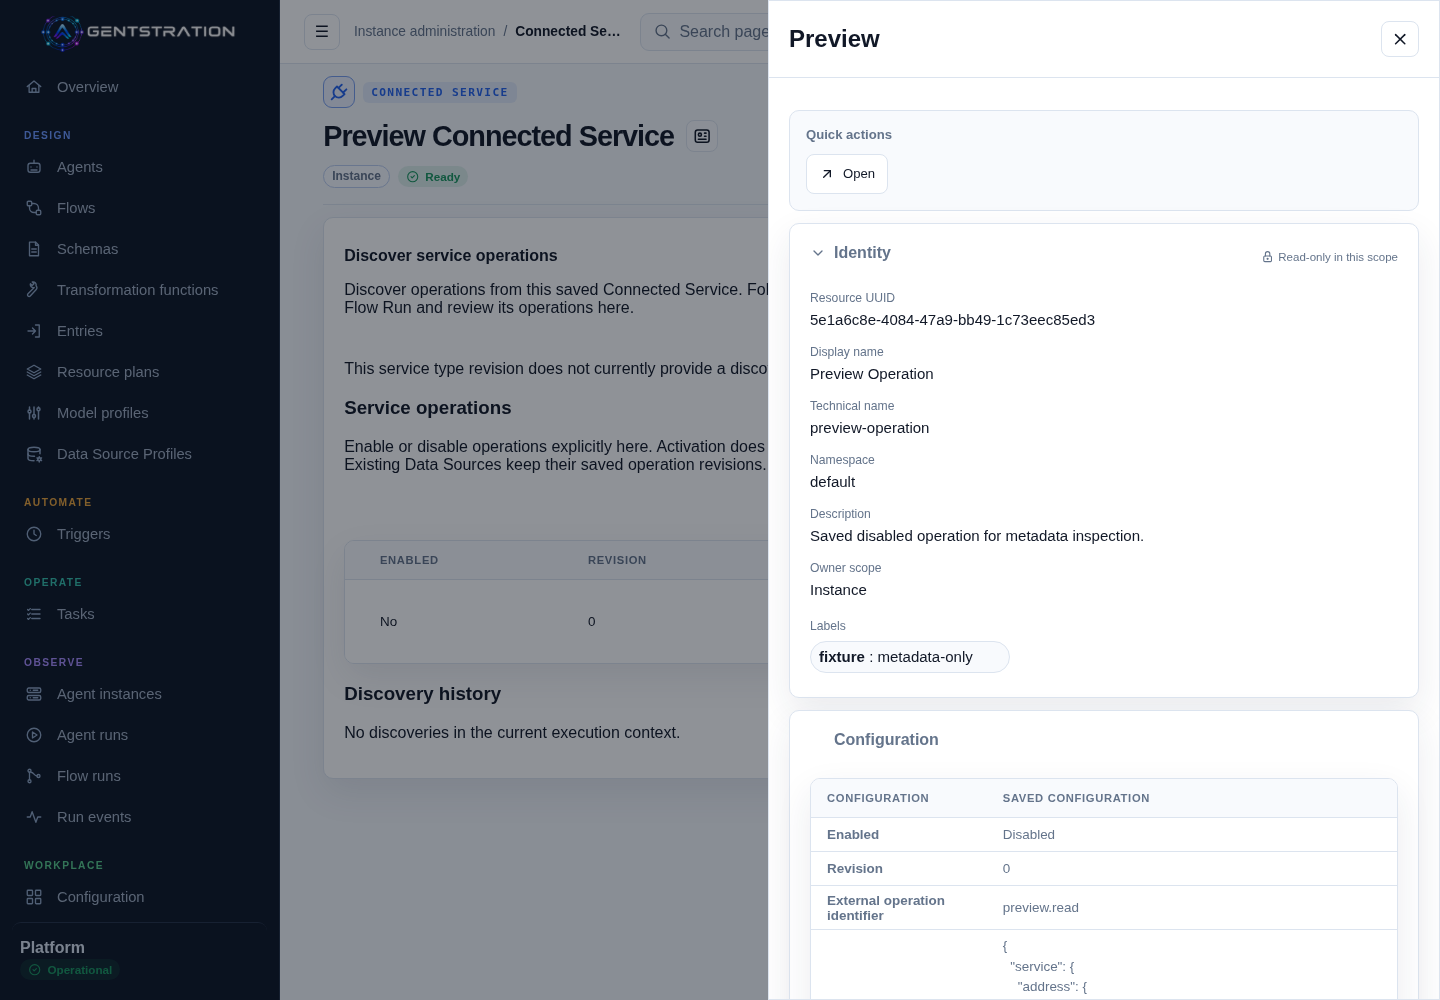 GENTSTRATION
Overview
DESIGN
Agents
Flows
Schemas
Transformation functions
Entries
Resource plans
Model profiles
Data Source Profiles
AUTOMATE
Triggers
OPERATE
Tasks
OBSERVE
Agent instances
Agent runs
Flow runs
Run events
WORKPLACE
Configuration
Platform
Operational
Instance administration / Connected Se...
Search page
CONNECTED SERVICE
Preview Connected Service
Instance
Ready
Discover service operations
Discover operations from this saved Connected Service. Fol
Flow Run and review its operations here.
This service type revision does not currently provide a disco
Service operations
Enable or disable operations explicitly here. Activation does
Existing Data Sources keep their saved operation revisions.
ENABLED REVISION
No 0
Discovery history
No discoveries in the current execution context.
Preview
Quick actions
Open
Identity
Read-only in this scope
Resource UUID
5e1a6c8e-4084-47a9-bb49-1c73eec85ed3
Display name
Preview Operation
Technical name
preview-operation
Namespace
default
Description
Saved disabled operation for metadata inspection.
Owner scope
Instance
Labels
fixture : metadata-only
Configuration
CONFIGURATION SAVED CONFIGURATION
Enabled Disabled
Revision 0
External operation
identifier
preview.read
{
"service": {
"address": {